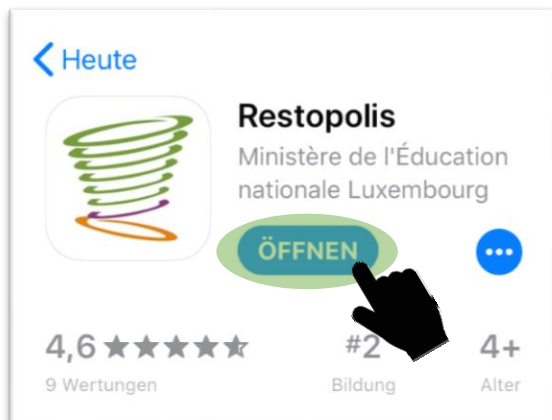 Heute
Restopolis
Ministère de l'Éducation
nationale Luxembourg
ÖFFNEN
4,6
#2
4+
9 Wertungen
Bildung
Alter